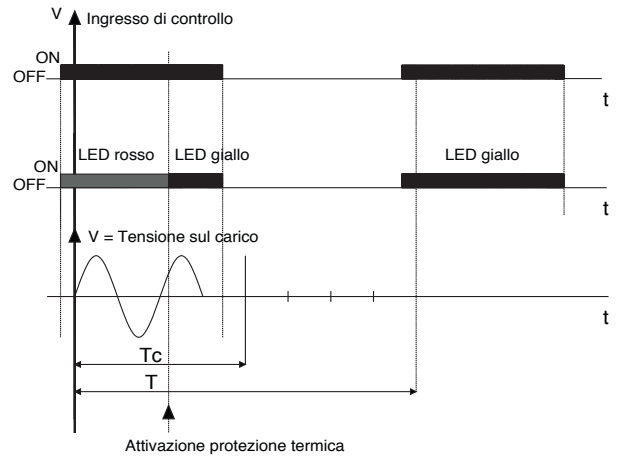 V
Ingresso di controllo
ON
OFF
t
ON
LED rosso
LED giallo
LED giallo
OFF
t
V = Tensione sul carico
t
Tc
T
Attivazione protezione termica